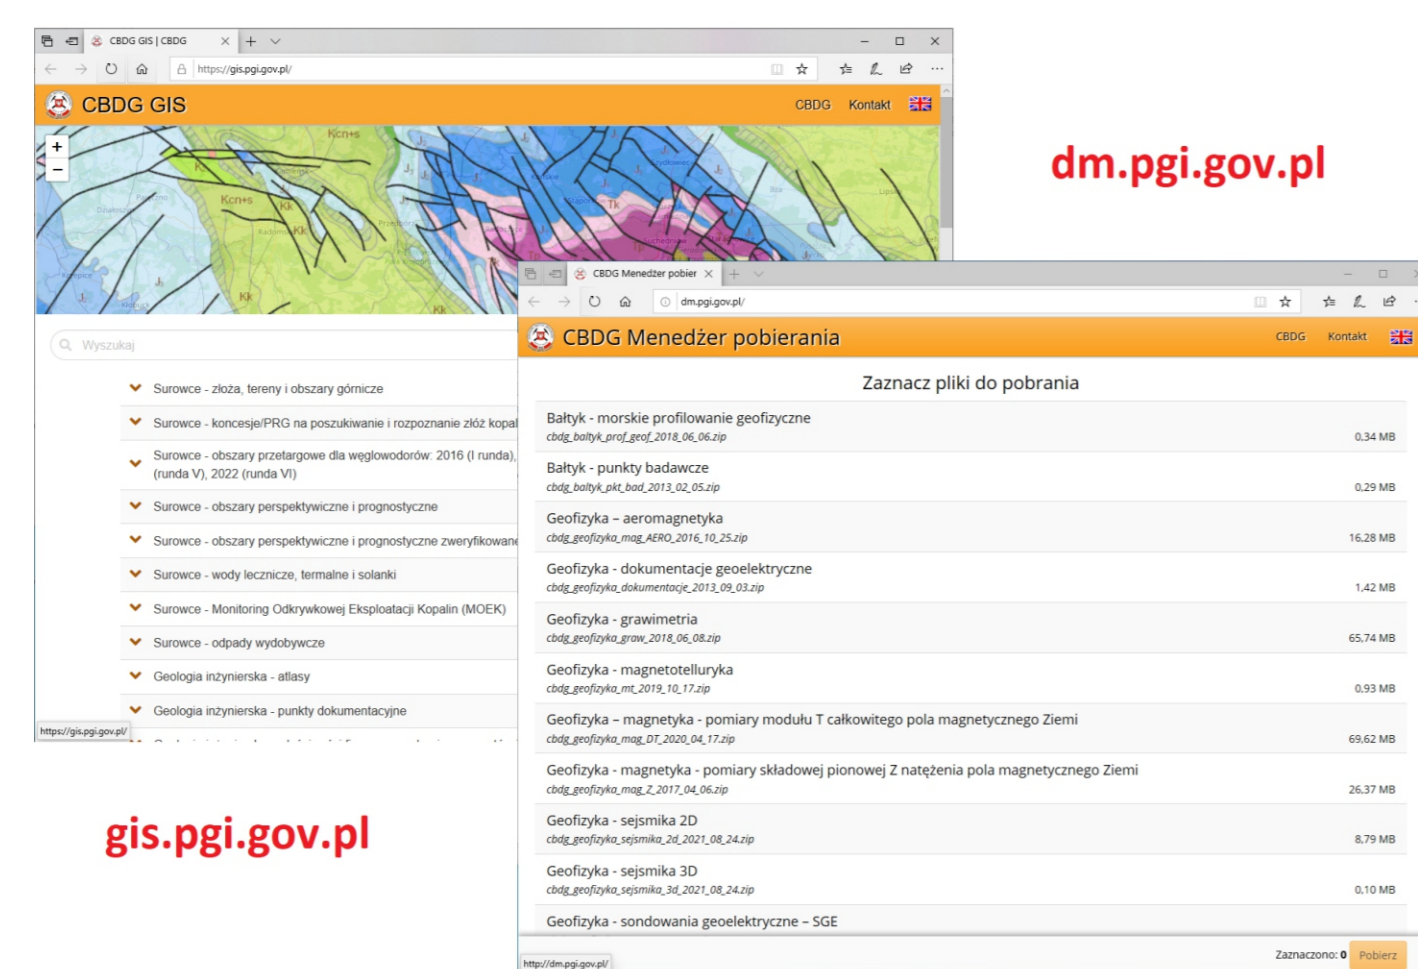 CBDG GIS | CBDG
https://gis.pgi.gov.pl/
CBDG GIS
CBDG Kontakt
+
−
Kcn+s
Kcn+s
Kk
Kk
Kk
Tk
dm.pgi.gov.pl
Wyszukaj
Surowce - złoża, tereny i obszary górnicze
Surowce - koncesje/PRG na poszukiwanie i rozpoznanie złóż kopal
Surowce - obszary przetargowe dla węglowodorów: 2016 (I runda),
(runda V), 2022 (runda VI)
Surowce - obszary perspektywiczne i prognostyczne
Surowce - obszary perspektywiczne i prognostyczne zweryfikowane
Surowce - wody lecznicze, termalne i solanki
Surowce - Monitoring Odkrywkowej Eksploatacji Kopalin (MOEK)
Surowce - odpady wydobywcze
Geologia inżynierska - atlasy
Geologia inżynierska - punkty dokumentacyjne
https://gis.pgi.gov.pl/
gis.pgi.gov.pl
CBDG Menedżer pobier
dm.pgi.gov.pl/
CBDG Menedżer pobierania
CBDG Kontakt
Zaznacz pliki do pobrania
Bałtyk - morskie profilowanie geofizyczne
cbdg_baltyk_prof_geof_2018_06_06.zip 0,34 MB
Bałtyk - punkty badawcze
cbdg_baltyk_pkt_bad_2013_02_05.zip 0,29 MB
Geofizyka – aeromagnetyka
cbdg_geofizyka_mag_AERO_2016_10_25.zip 16,28 MB
Geofizyka - dokumentacje geoelektryczne
cbdg_geofizyka_dokumentacje_2013_09_03.zip 1,42 MB
Geofizyka - grawimetria
cbdg_geofizyka_graw_2018_06_08.zip 65,74 MB
Geofizyka - magnetotelluryka
cbdg_geofizyka_mt_2019_10_17.zip 0,93 MB
Geofizyka – magnetyka - pomiary modułu T całkowitego pola magnetycznego Ziemi
cbdg_geofizyka_mag_DT_2020_04_17.zip 69,62 MB
Geofizyka - magnetyka - pomiary składowej pionowej Z natężenia pola magnetycznego Ziemi
cbdg_geofizyka_mag_Z_2017_04_06.zip 26,37 MB
Geofizyka - sejsmika 2D
cbdg_geofizyka_sejsmika_2d_2021_08_24.zip 8,79 MB
Geofizyka - sejsmika 3D
cbdg_geofizyka_sejsmika_3d_2021_08_24.zip 0,10 MB
Geofizyka - sondowania geoelektryczne – SGE
Zaznaczono: 0 Pobierz
http://dm.pgi.gov.pl/